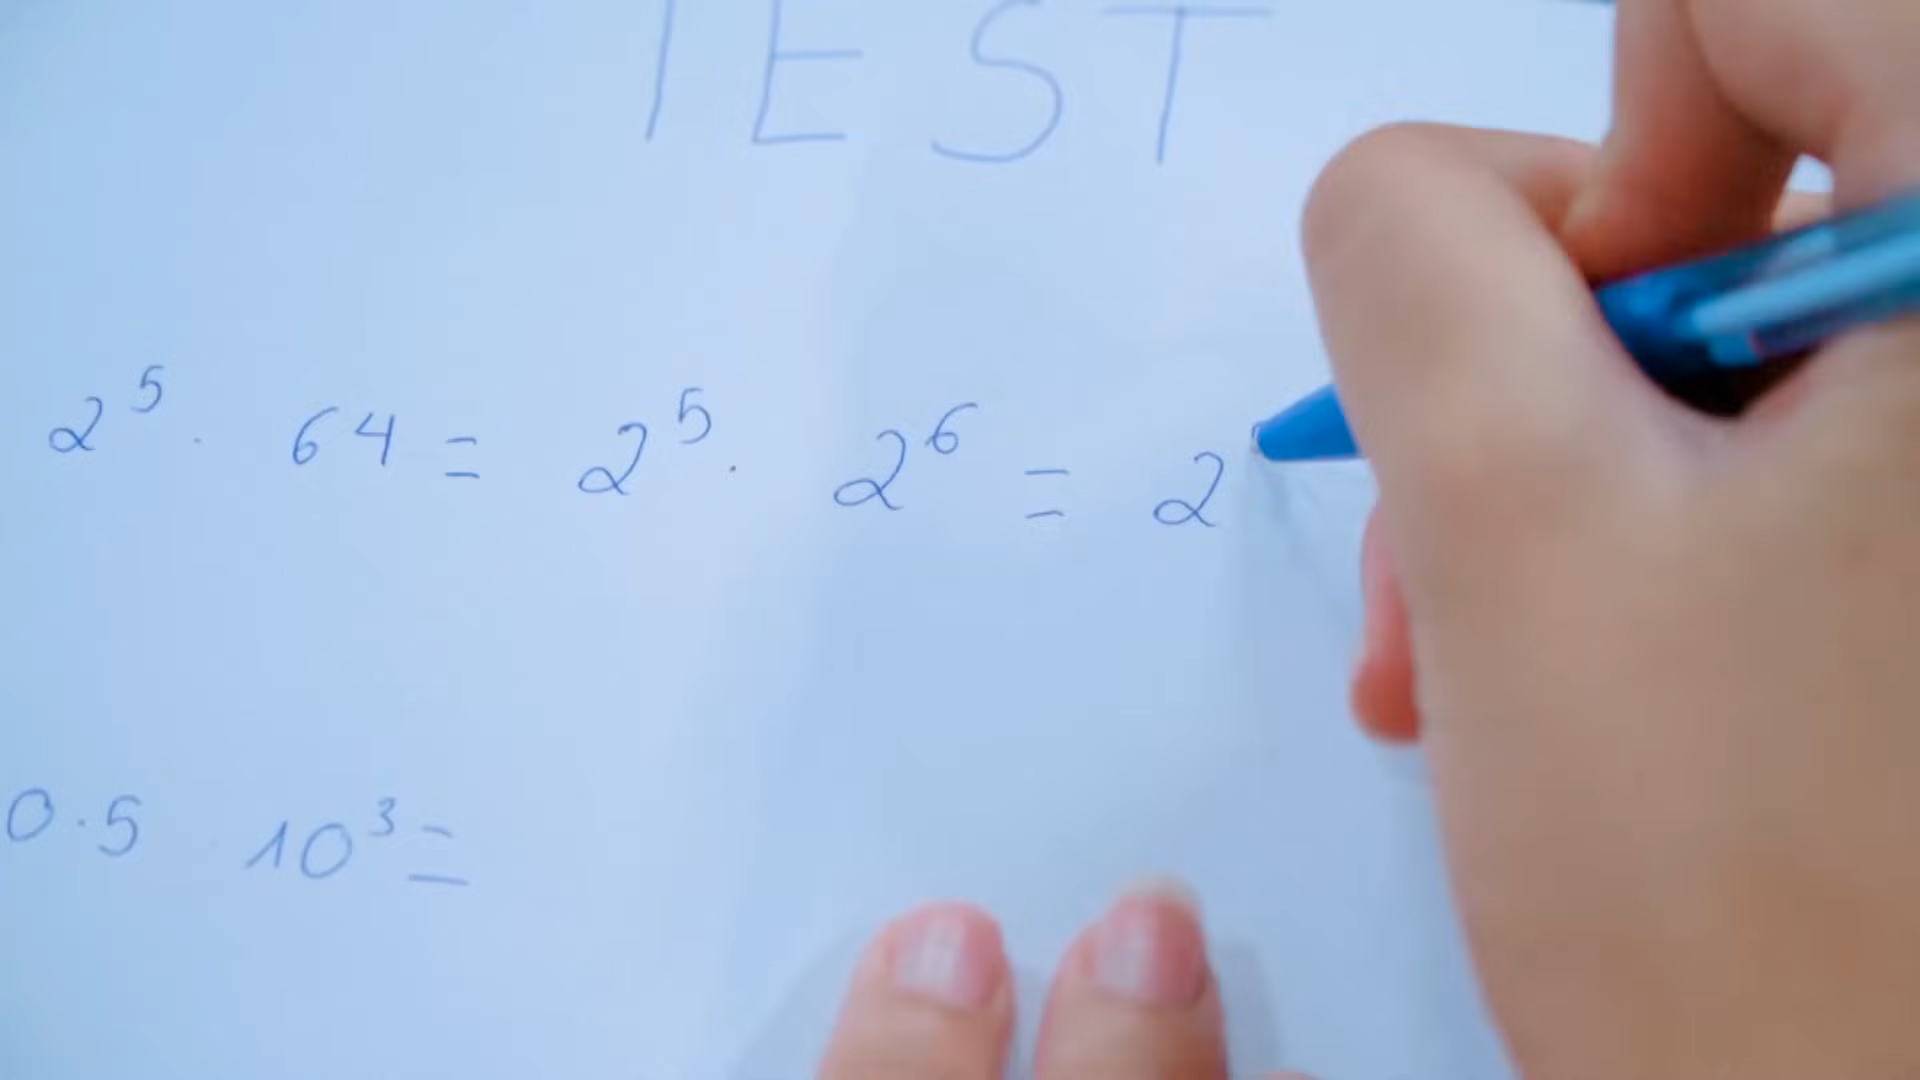 TEST
2⁵ · 64 = 2⁵ · 2⁶ = 2
0.5 10³ =